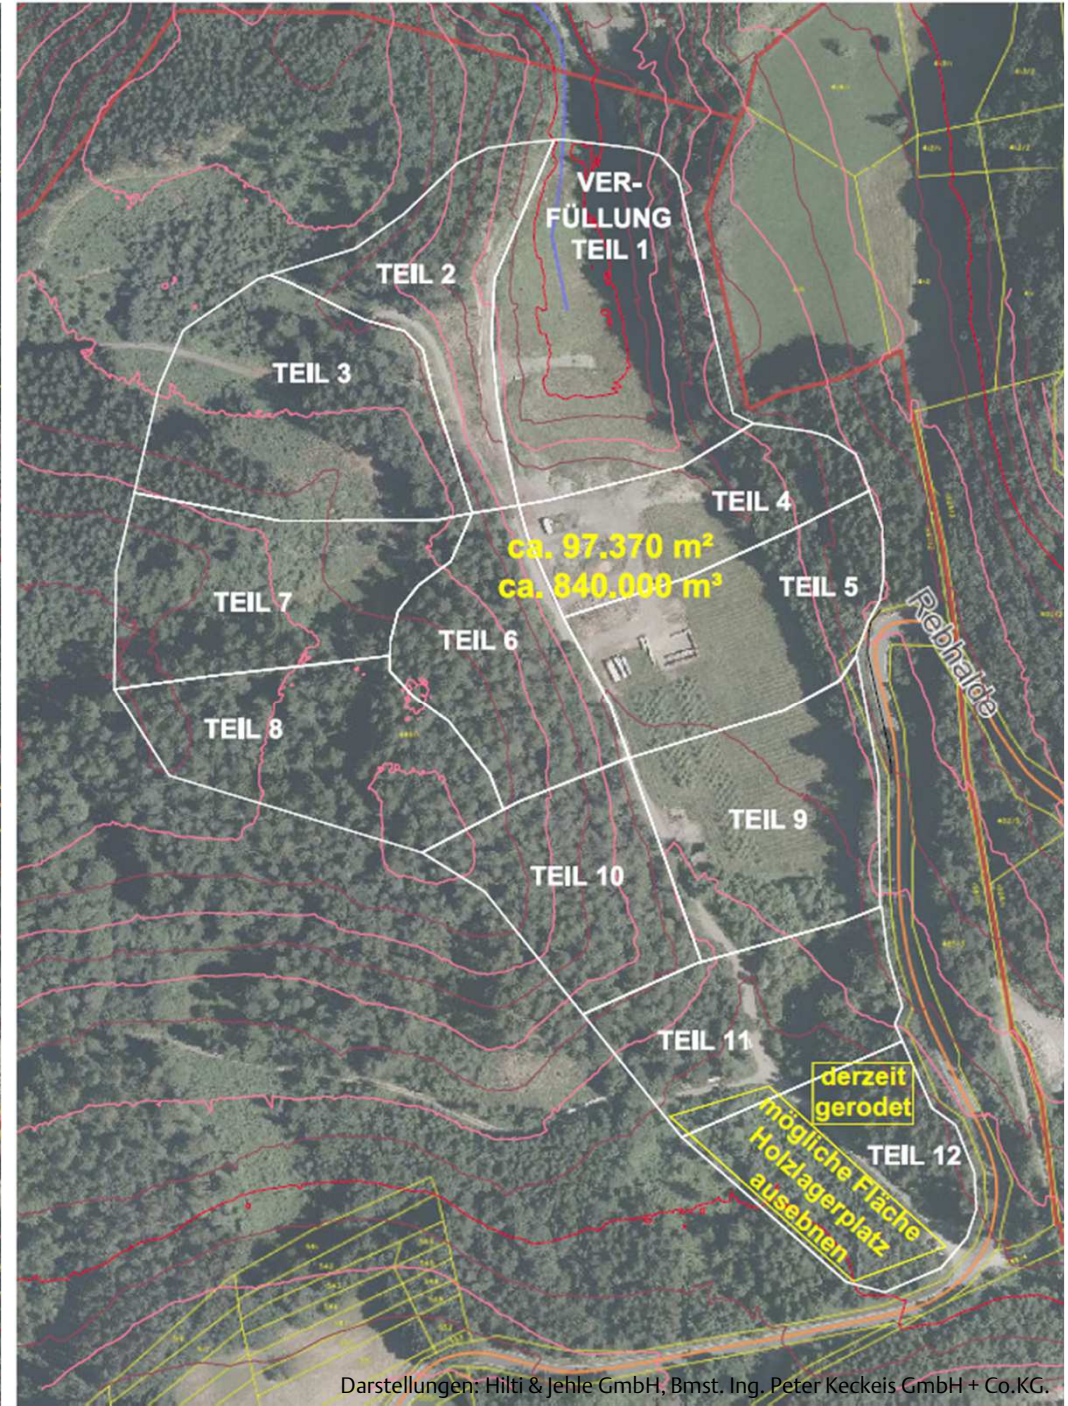 VER-
FÜLLUNG
TEIL 1
TEIL 2
TEIL 3
TEIL 4
ca. 97.370 m²
ca. 840.000 m³
TEIL 5
TEIL 7
TEIL 6
Rebhalde
TEIL 8
TEIL 9
TEIL 10
TEIL 11
derzeit
gerodet
TEIL 12
mögliche Fläche
Holzlagerplatz
ausebnen
Darstellungen: Hilti & Jehle GmbH, Bmst. Ing. Peter Keckeis GmbH + Co.KG.